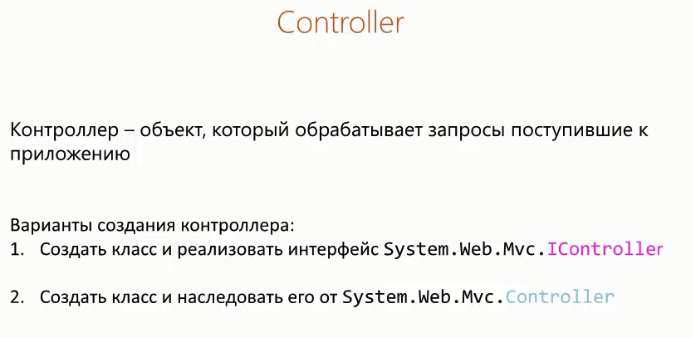 Controller
Контроллер – объект, который обрабатывает запросы поступившие к
приложению
Варианты создания контроллера:
1. Создать класс и реализовать интерфейс System.Web.Mvc.IController
2. Создать класс и наследовать его от System.Web.Mvc.Controller